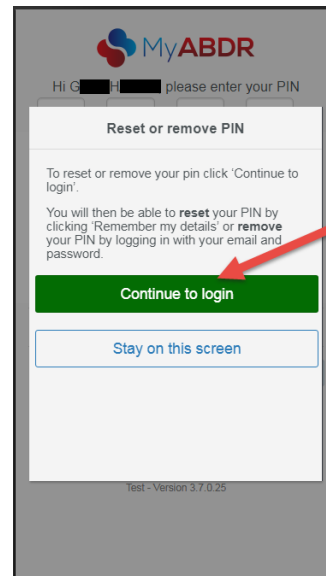 MyABDR
Hi G H please enter your PIN
Reset or remove PIN
To reset or remove your pin click ‘Continue to
login’.
You will then be able to reset your PIN by
clicking ‘Remember my details’ or remove
your PIN by logging in with your email and
password.
Continue to login
Stay on this screen
Test - Version 3.7.0.25